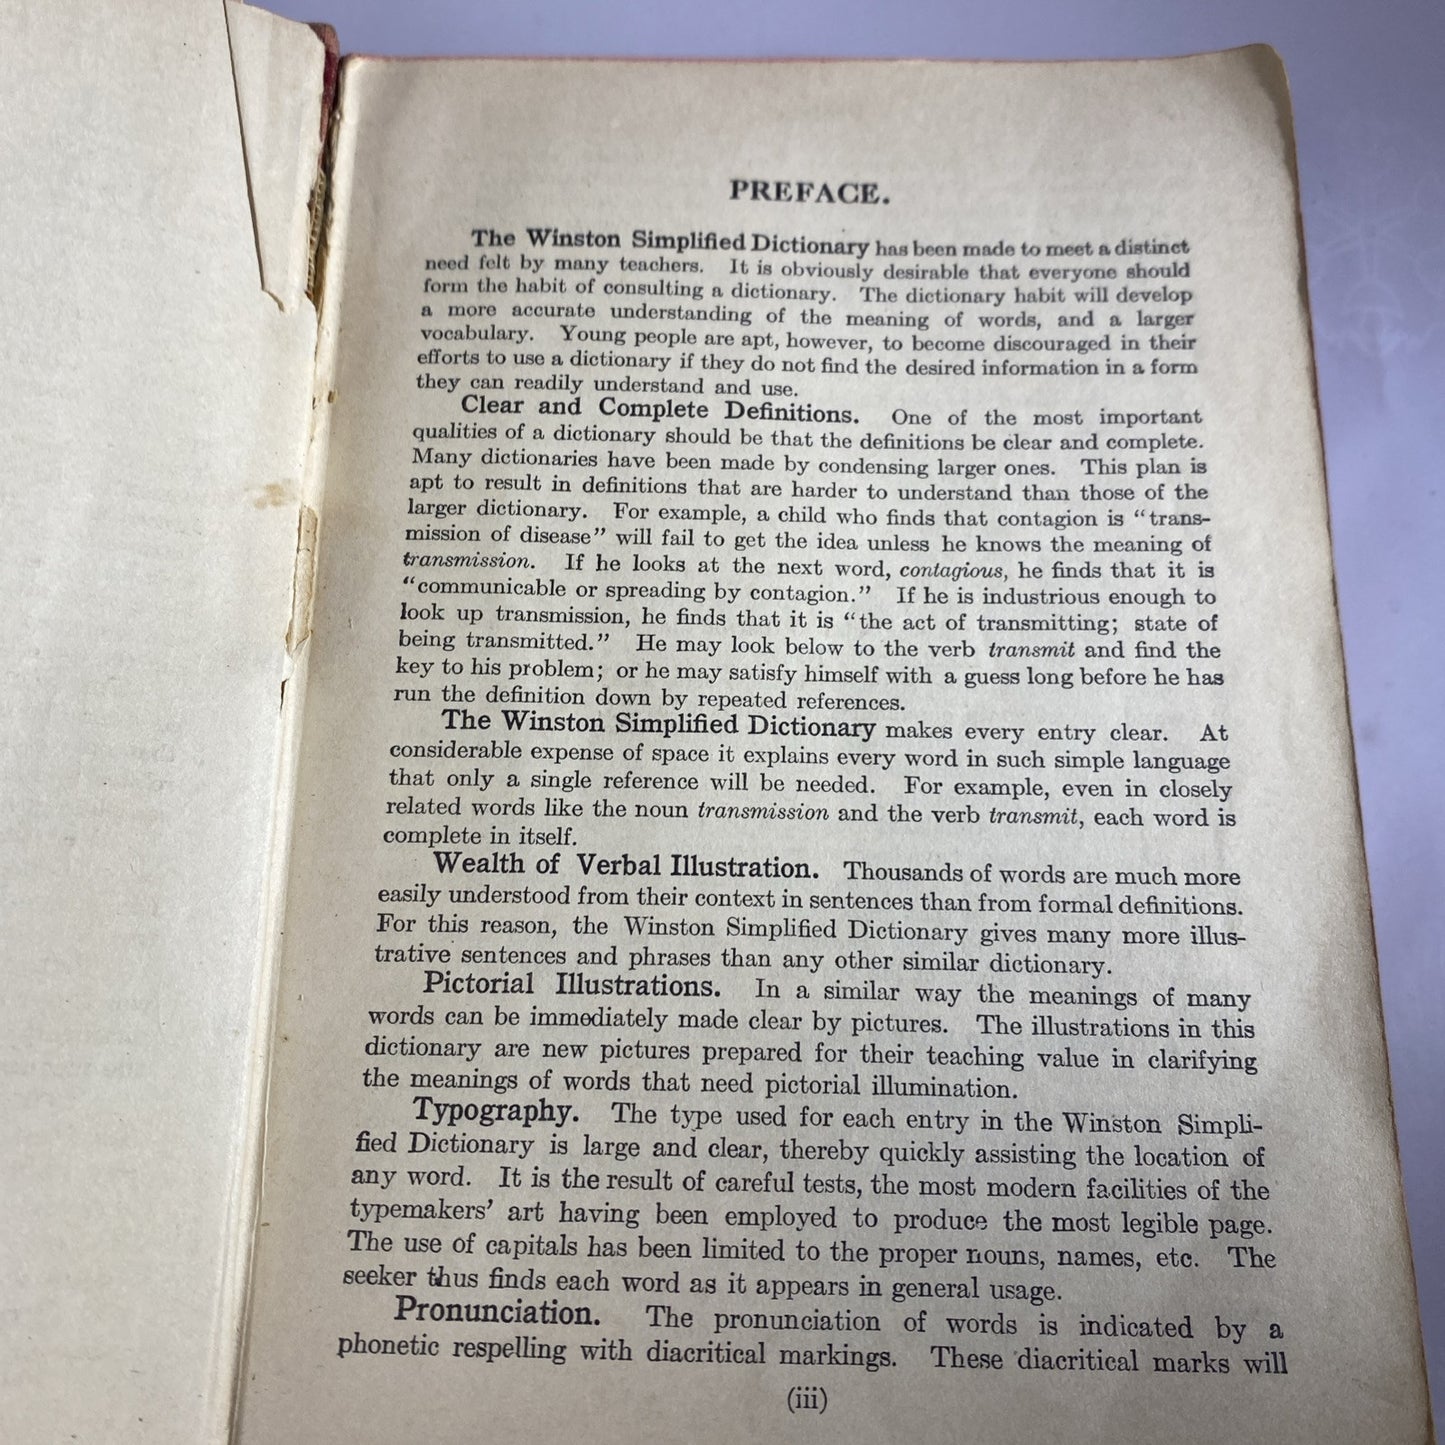 PREFACE.
The Winston Simplified Dictionary has been made to meet a distinct
need felt by many teachers. It is obviously desirable that everyone should
form the habit of consulting a dictionary. The dictionary habit will develop
a more accurate understanding of the meaning of words, and a larger
vocabulary. Young people are apt, however, to become discouraged in their
efforts to use a dictionary if they do not find the desired information in a form
they can readily understand and use.
Clear and Complete Definitions. One of the most important
qualities of a dictionary should be that the definitions be clear and complete.
Many dictionaries have been made by condensing larger ones. This plan is
apt to result in definitions that are harder to understand than those of the
larger dictionary. For example, a child who finds that contagion is “trans-
mission of disease” will fail to get the idea unless he knows the meaning of
transmission. If he looks at the next word, contagious, he finds that it is
“communicable or spreading by contagion.” If he is industrious enough to
look up transmission, he finds that it is “the act of transmitting; state of
being transmitted.” He may look below to the verb transmit and find the
key to his problem; or he may satisfy himself with a guess long before he has
run the definition down by repeated references.
The Winston Simplified Dictionary makes every entry clear. At
considerable expense of space it explains every word in such simple language
that only a single reference will be needed. For example, even in closely
related words like the noun transmission and the verb transmit, each word is
complete in itself.
Wealth of Verbal Illustration. Thousands of words are much more
easily understood from their context in sentences than from formal definitions.
For this reason, the Winston Simplified Dictionary gives many more illus-
trative sentences and phrases than any other similar dictionary.
Pictorial Illustrations. In a similar way the meanings of many
words can be immediately made clear by pictures. The illustrations in this
dictionary are new pictures prepared for their teaching value in clarifying
the meanings of words that need pictorial illumination.
Typography. The type used for each entry in the Winston Simpli-
fied Dictionary is large and clear, thereby quickly assisting the location of
any word. It is the result of careful tests, the most modern facilities of the
typemakers’ art having been employed to produce the most legible page.
The use of capitals has been limited to the proper nouns, names, etc. The
seeker thus finds each word as it appears in general usage.
Pronunciation. The pronunciation of words is indicated by a
phonetic respelling with diacritical markings. These diacritical marks will
(iii)